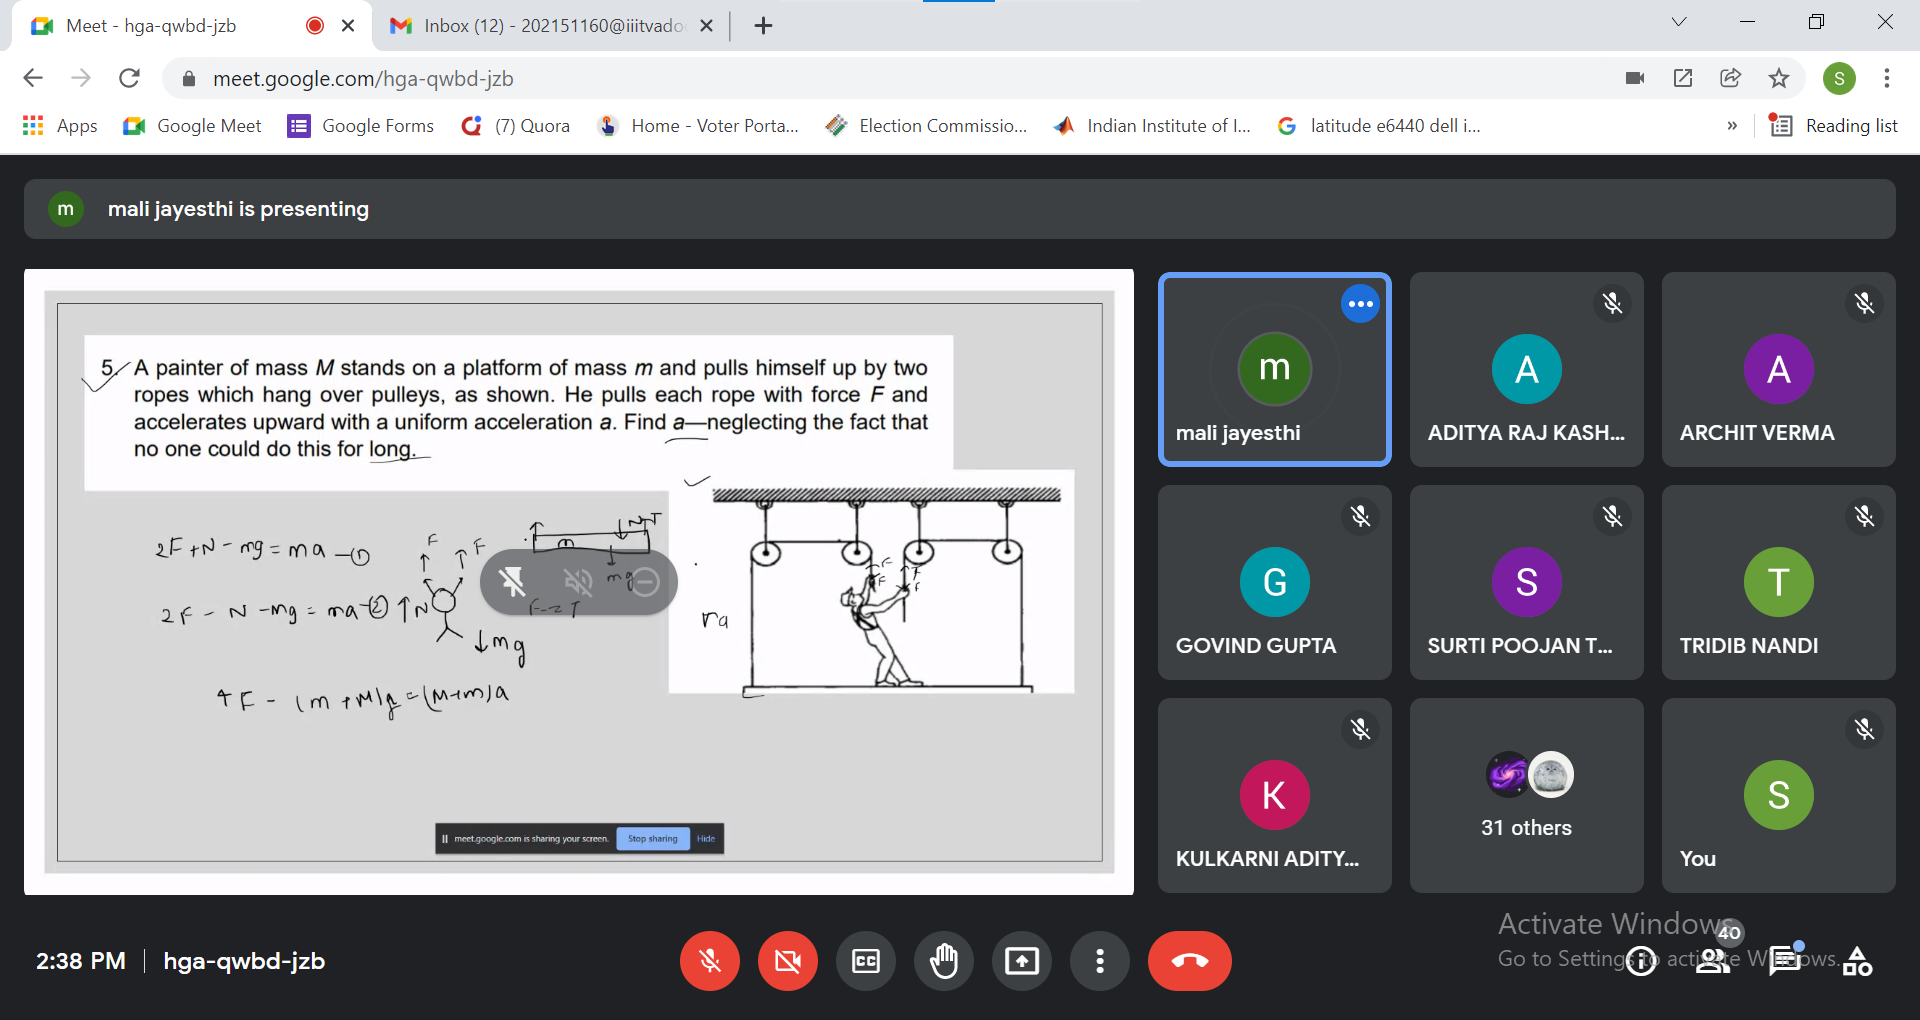 Meet - hga-qwbd-jzb
Inbox (12) - 202151160@iiitvado
meet.google.com/hga-qwbd-jzb
S
Apps
Google Meet
Google Forms
(7) Quora
Home - Voter Porta...
Election Commissio...
Indian Institute of I...
latitude e6440 dell i...
»
Reading list
m
mali jayesthi is presenting
5. A painter of mass M stands on a platform of mass m and pulls himself up by two
ropes which hang over pulleys, as shown. He pulls each rope with force F and
accelerates upward with a uniform acceleration a. Find a—neglecting the fact that
no one could do this for long.
2F + N - mg = ma - ①
F
F
N T
m
mg
2F - N - mg = ma - ②
↑N
↓mg
F = T
F
F
F
F
4F - (m + M)g = (M+m)a
meet.google.com is sharing your screen.
Stop sharing
Hide
m
mali jayesthi
A
ADITYA RAJ KASH...
A
ARCHIT VERMA
G
GOVIND GUPTA
S
SURTI POOJAN T...
T
TRIDIB NANDI
K
KULKARNI ADITY...
31 others
S
You
Activate Windows
Go to Settings to activate Windows.
40
2:38 PM
hga-qwbd-jzb
CC